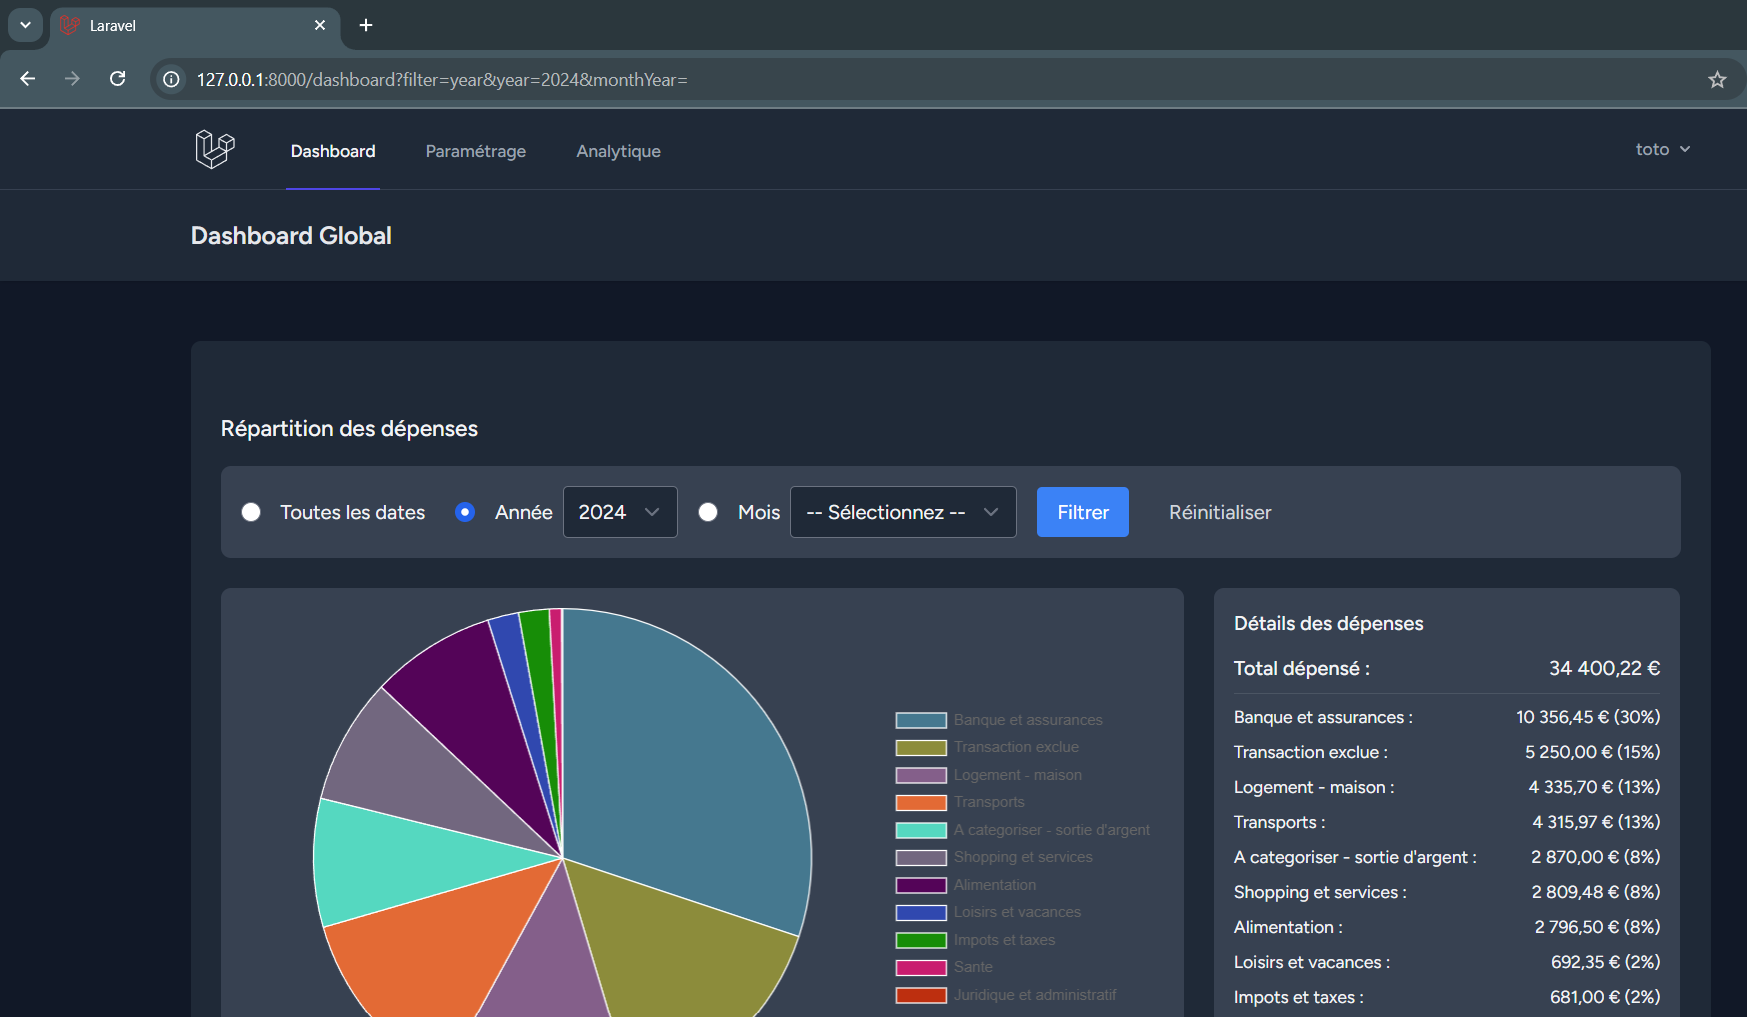 Laravel
127.0.0.1:8000/dashboard?filter=year&year=2024&monthYear=
Dashboard Paramétrage Analytique toto
Dashboard Global
Répartition des dépenses
Toutes les dates Année 2024 Mois -- Sélectionnez -- Filtrer Réinitialiser
Banque et assurances
Transaction exclue
Logement - maison
Transports
A categoriser - sortie d'argent
Shopping et services
Alimentation
Loisirs et vacances
Impots et taxes
Sante
Juridique et administratif
Détails des dépenses
Total dépensé : 34 400,22 €
Banque et assurances : 10 356,45 € (30%)
Transaction exclue : 5 250,00 € (15%)
Logement - maison : 4 335,70 € (13%)
Transports : 4 315,97 € (13%)
A categoriser - sortie d'argent : 2 870,00 € (8%)
Shopping et services : 2 809,48 € (8%)
Alimentation : 2 796,50 € (8%)
Loisirs et vacances : 692,35 € (2%)
Impots et taxes : 681,00 € (2%)